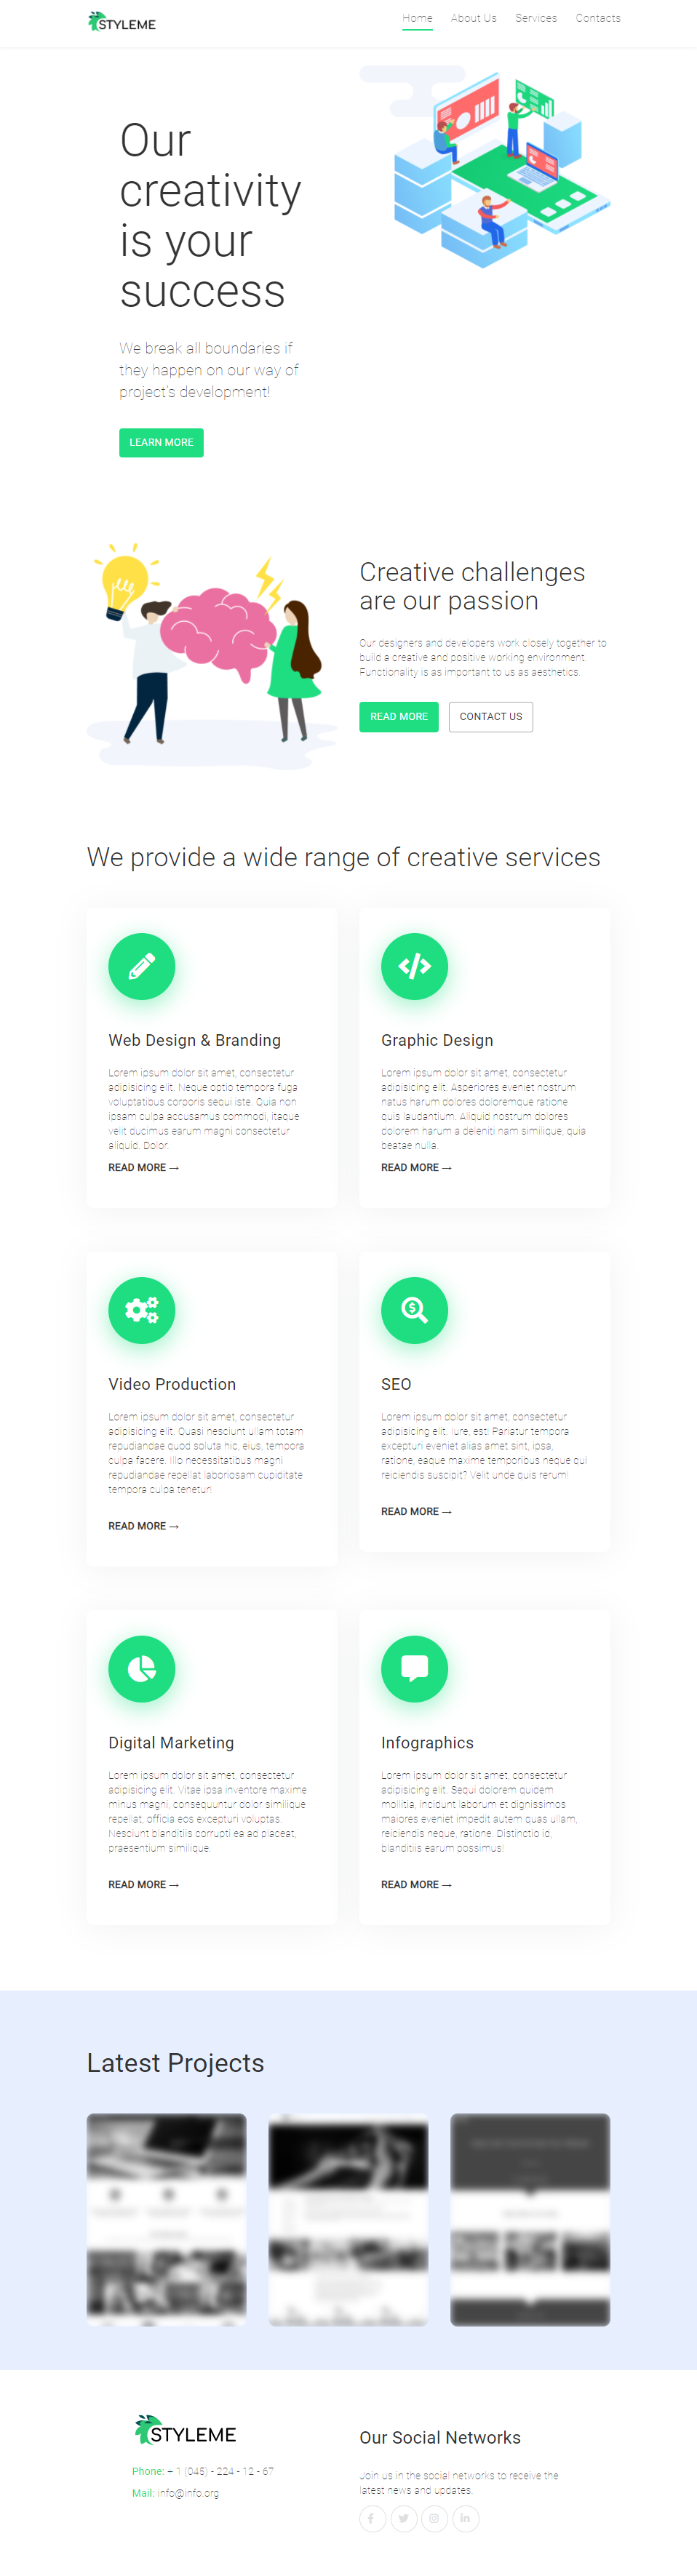 STYLEME
Home About Us Services Contacts
Our
creativity
is your
success
We break all boundaries if
they happen on our way of
project's development!
LEARN MORE
Creative challenges
are our passion
Our designers and developers work closely together to
build a creative and positive working environment.
Functionality is as important to us as aesthetics.
READ MORE CONTACT US
We provide a wide range of creative services
Web Design & Branding
Lorem ipsum dolor sit amet, consectetur
adipisicing elit. Neque optio tempora fuga
voluptatibus corporis sequi iste. Quia non
ipsam culpa accusamus commodi, itaque
velit ducimus earum magni consectetur
aliquid. Dolor.
READ MORE →
Graphic Design
Lorem ipsum dolor sit amet, consectetur
adipisicing elit. Asperiores eveniet nostrum
natus harum dolores doloremque ratione
quis laudantium. Aliquid nostrum dolores
dolorem harum a deleniti nam similique, quia
beatae nulla.
READ MORE →
Video Production
Lorem ipsum dolor sit amet, consectetur
adipisicing elit. Quasi nesciunt ullam totam
repudiandae quod soluta hic, eius, tempora
culpa facere. Illo necessitatibus magni
repudiandae repellat laboriosam cupiditate
tempora culpa tenetur!
READ MORE →
SEO
Lorem ipsum dolor sit amet, consectetur
adipisicing elit. Iure, est! Pariatur tempora
excepturi eveniet alias amet sint, ipsa,
ratione, eaque maxime temporibus neque qui
reiciendis suscipit? Velit unde quis rerum!
READ MORE →
Digital Marketing
Lorem ipsum dolor sit amet, consectetur
adipisicing elit. Vitae ipsa inventore maxime
minus magni, consequuntur dolor similique
repellat, officia eos excepturi voluptas.
Nesciunt blanditiis corrupti ea ad placeat,
praesentium similique.
READ MORE →
Infographics
Lorem ipsum dolor sit amet, consectetur
adipisicing elit. Sequi dolorem quidem
mollitia, incidunt laborum et dignissimos
maiores eveniet impedit autem quas ullam,
reiciendis neque, ratione. Distinctio id,
blanditiis earum possimus!
READ MORE →
Latest Projects
STYLEME
Phone: + 1 (045) - 224 - 12 - 67
Mail: info@info.org
Our Social Networks
Join us in the social networks to receive the
latest news and updates.